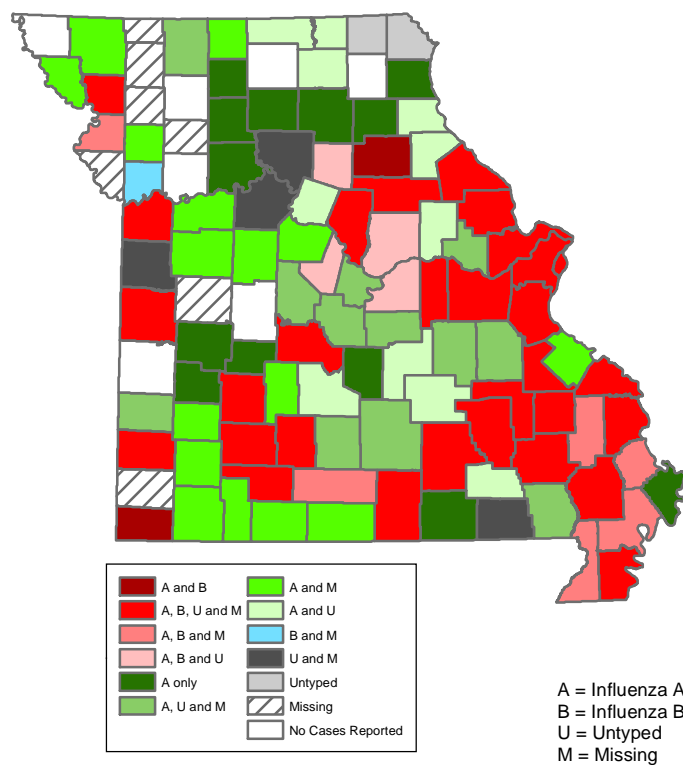 A and B
A, B, U and M
A, B and M
A, B and U
A only
A, U and M
A and M
A and U
B and M
U and M
Untyped
Missing
No Cases Reported
A = Influenza A
B = Influenza B
U = Untyped
M = Missing